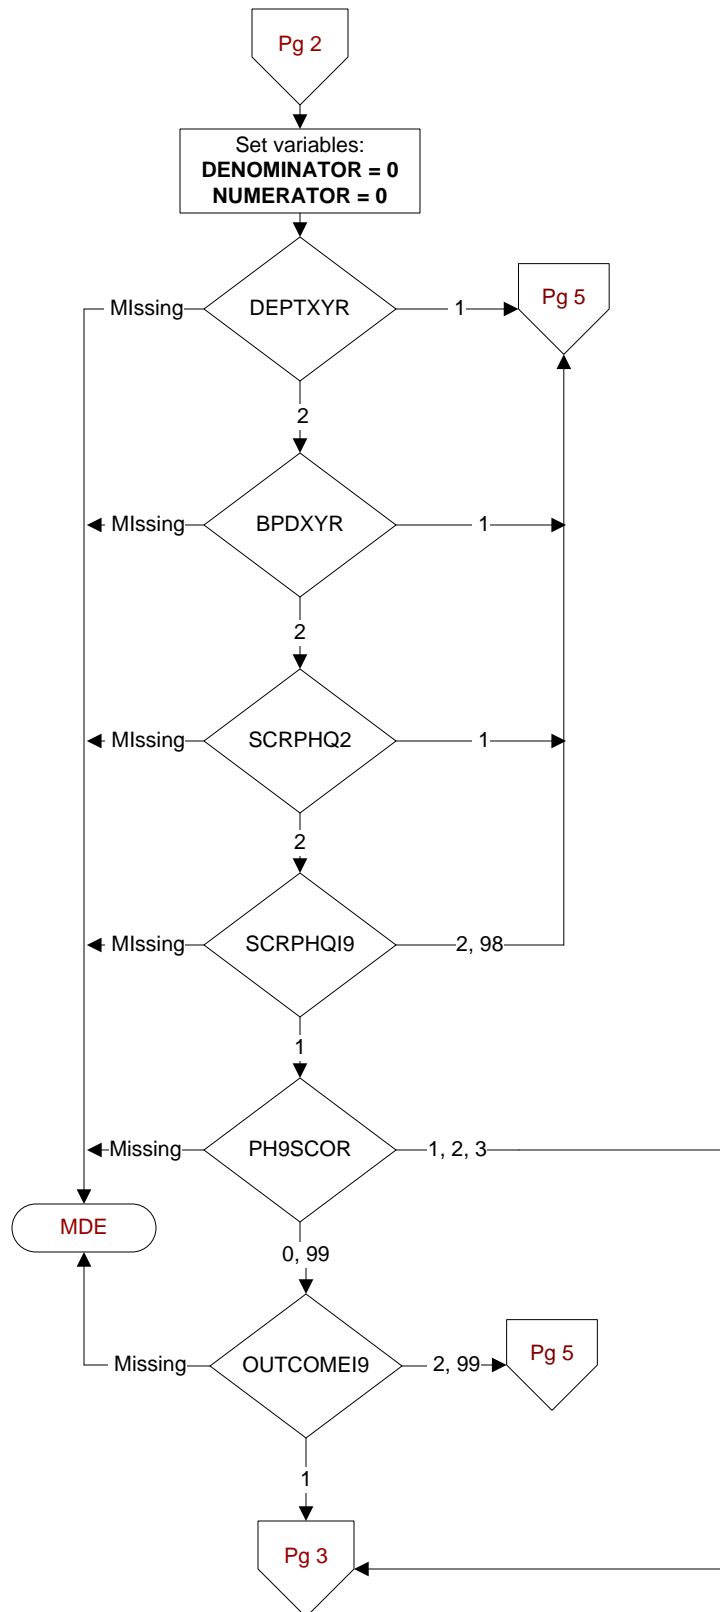 Pg 2
Set variables:
DENOMINATOR = 0
NUMERATOR = 0
MIssing
DEPTXYR
1
Pg 5
2
MIssing
BPDXYR
1
2
MIssing
SCRPHQ2
1
2
MIssing
SCRPHQI9
2, 98
1
Missing
PH9SCOR
1, 2, 3
MDE
0, 99
Missing
OUTCOMEI9
2, 99
Pg 5
1
Pg 3